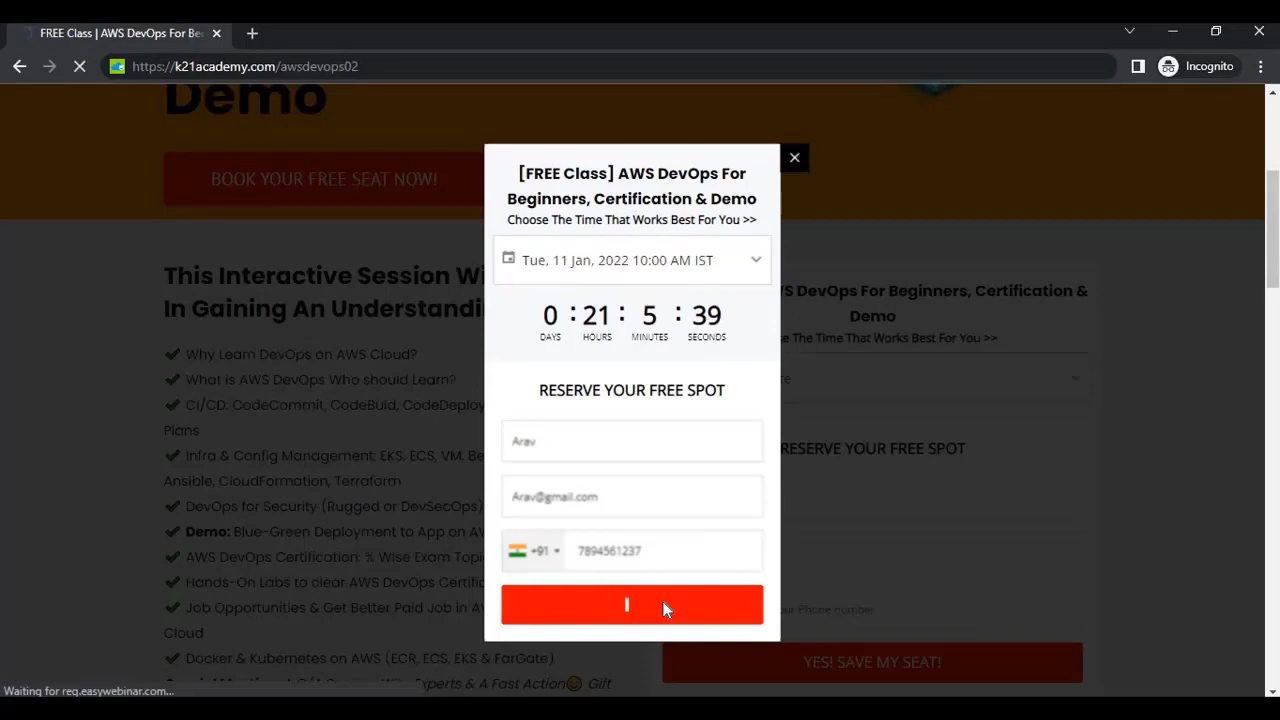 FREE Class | AWS DevOps For Be
https://k21academy.com/awsdevops02
Incognito
Demo
BOOK YOUR FREE SEAT NOW!
This Interactive Session Wi
In Gaining An Understandi
Why Learn DevOps on AWS Cloud?
What is AWS DevOps Who should Learn?
CI/CD: CodeCommit, CodeBuid, CodeDeploy
Plans
Infra & Config Management: EKS. ECS, VM. Be
Ansible, CloudFormation, Terraform
DevOps for Security (Rugged or DevSecOps)
Demo: Blue-Green Deployment to App on AW
AWS DevOps Certification: % Wise Exam Topic
Hands-On Labs to clear AWS DevOps Certific
Job Opportunities & Get Better Paid Job in AW
Cloud
Docker & Kubernetes on AWS (ECR, ECS, EKS & FarGate)
Experts & A Fast Action Gift
[FREE Class] AWS DevOps For
Beginners, Certification & Demo
Choose The Time That Works Best For You >>
Tue, 11 Jan, 2022 10:00 AM IST
0 : 21 : 5 : 39
DAYS HOURS MINUTES SECONDS
RESERVE YOUR FREE SPOT
Arav
Arav@gmail.com
+91 7894561237
S DevOps For Beginners, Certification &
Demo
e The Time That Works Best For You >>
te
RESERVE YOUR FREE SPOT
our Phone number
YES! SAVE MY SEAT!
Waiting for req.easywebinar.com...